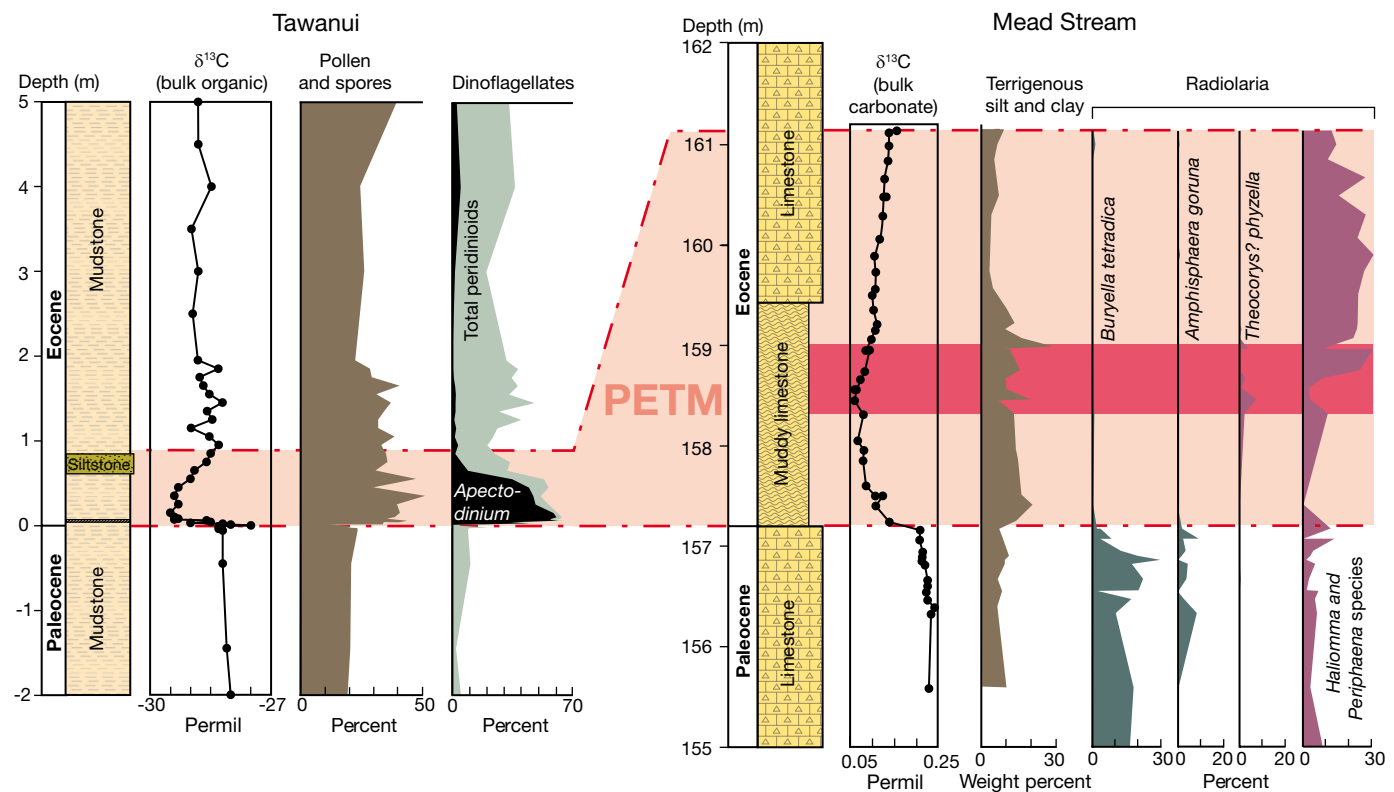 Tawanui
Mead Stream
Depth (m)
δ¹³C
(bulk organic)
Pollen
and spores
Dinoflagellates
5
4
3
2
1
0
-1
-2
Eocene
Paleocene
Mudstone
Siltstone
Mudstone
Total peridinioids
Apecto-
dinium
-30
-27
Permil
0
50
Percent
0
70
Percent
PETM
Depth (m)
δ¹³C
(bulk
carbonate)
Terrigenous
silt and clay
Radiolaria
162
161
160
159
158
157
156
155
Eocene
Paleocene
Limestone
Muddy limestone
Limestone
Buryella tetradica
Amphisphaera goruna
Theocorys? phyzella
Haliomma and
Periphaena species
0.05
0.25
Permil
0
30
Weight percent
0
30
0
20
0
20
0
30
Percent